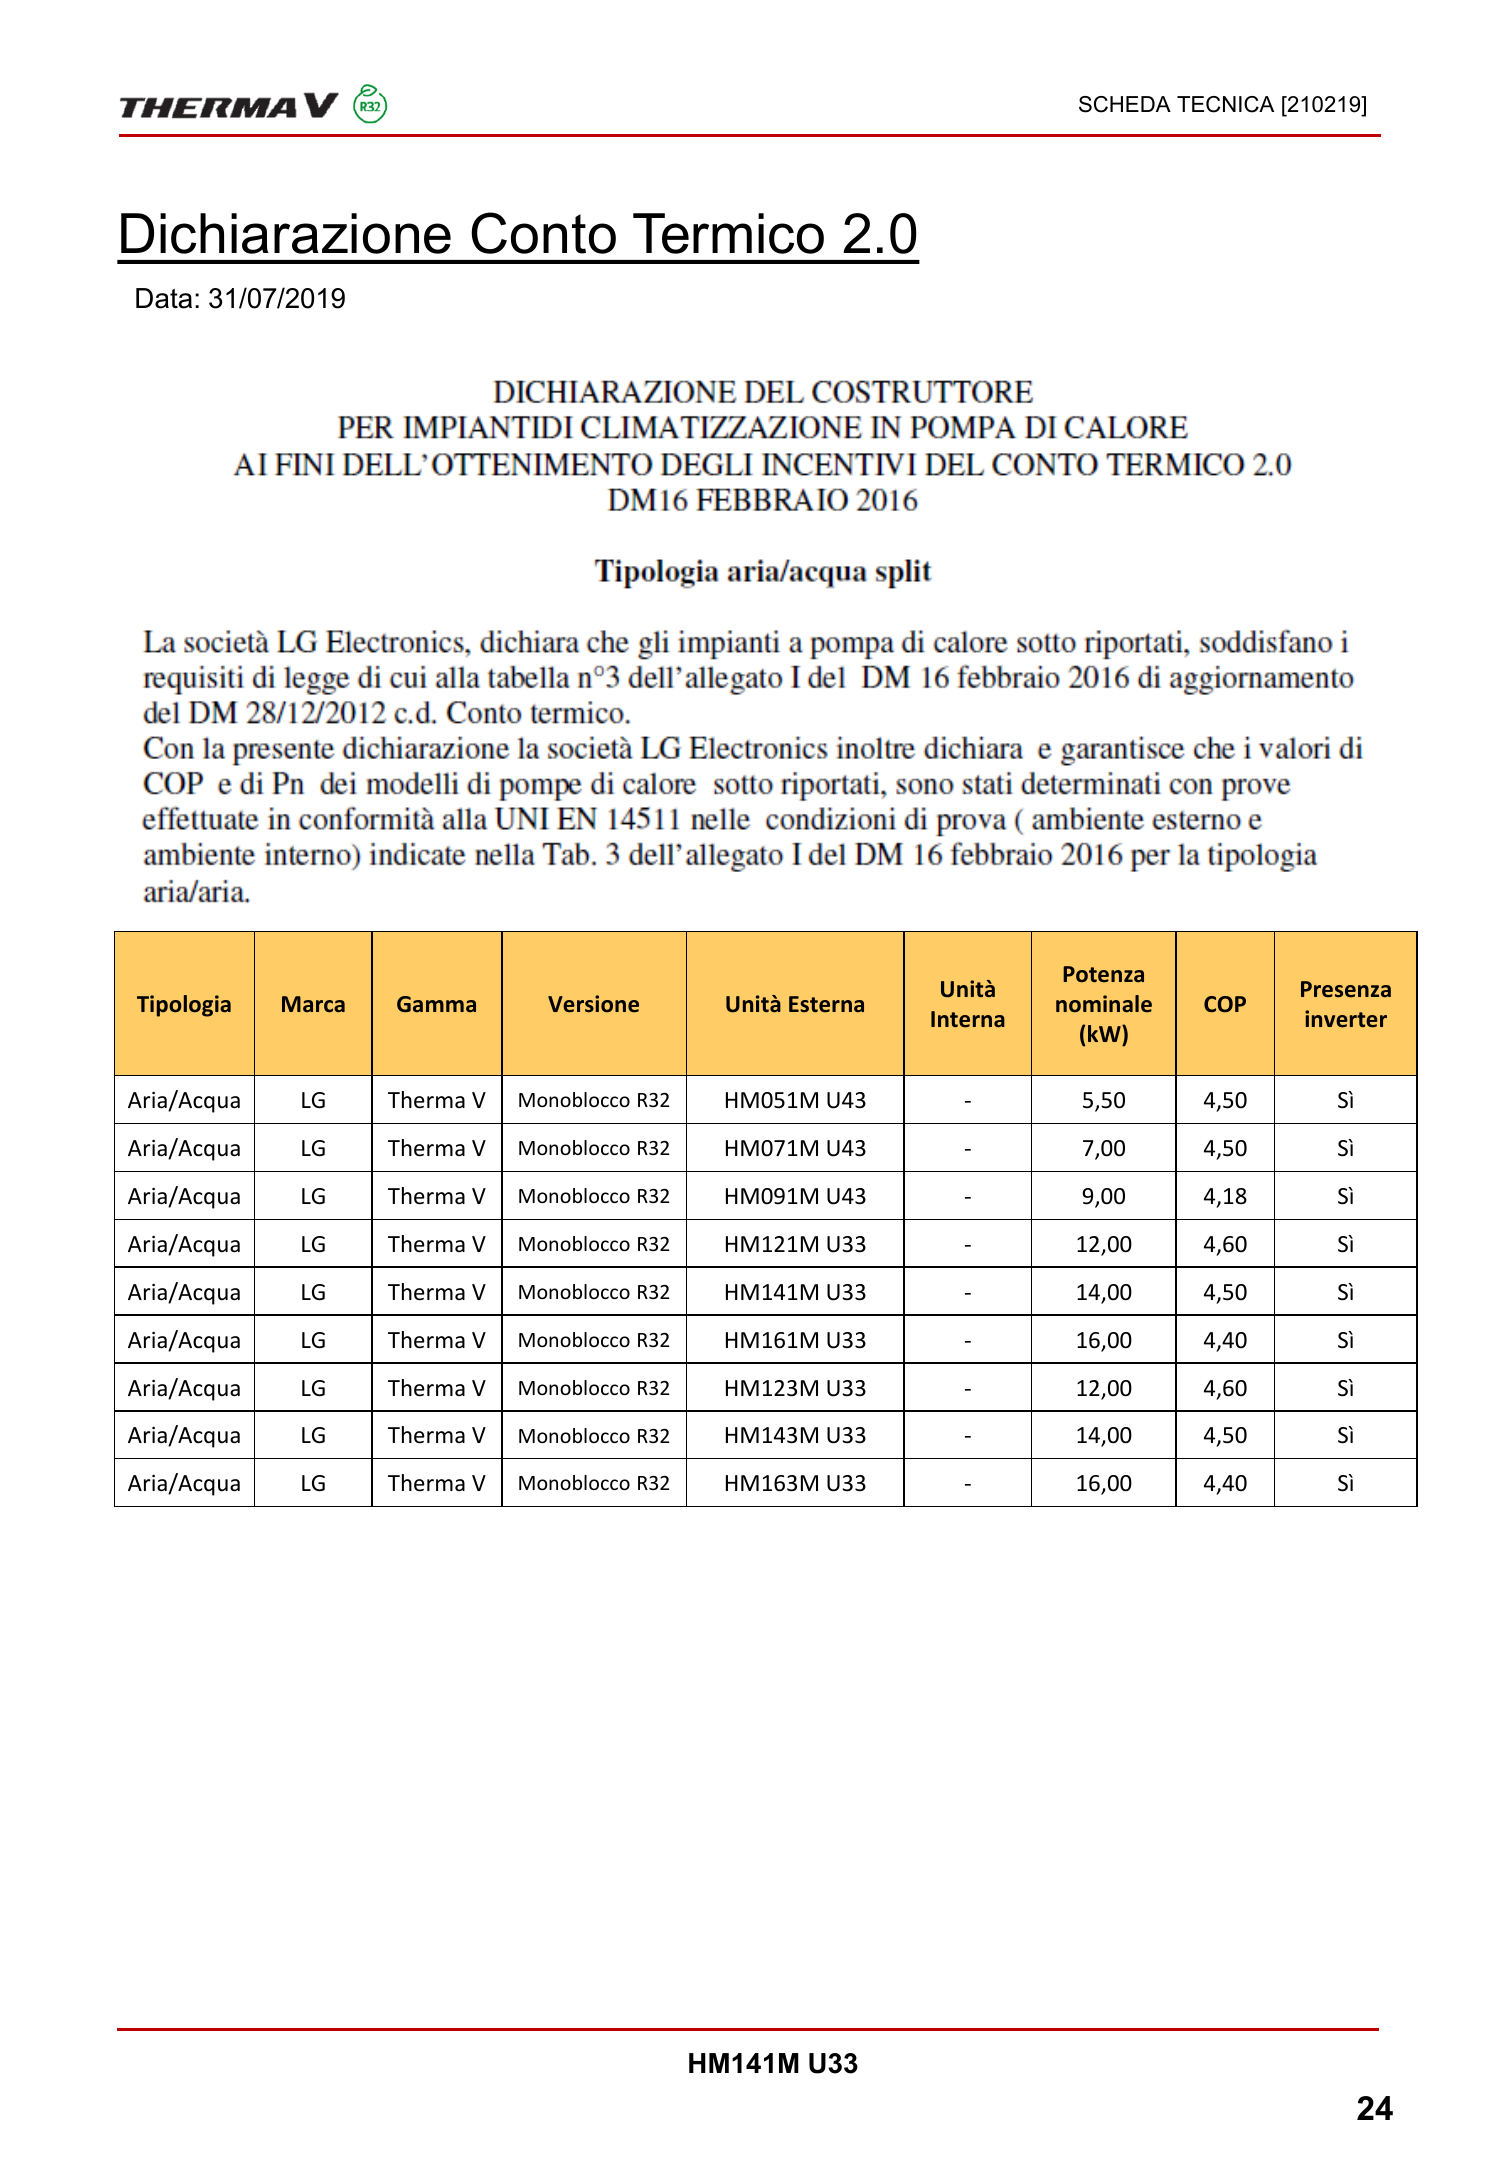 THERMA V R32
SCHEDA TECNICA [210219]
Dichiarazione Conto Termico 2.0
Data: 31/07/2019
DICHIARAZIONE DEL COSTRUTTORE
PER IMPIANTIDI CLIMATIZZAZIONE IN POMPA DI CALORE
AI FINI DELL'OTTENIMENTO DEGLI INCENTIVI DEL CONTO TERMICO 2.0
DM16 FEBBRAIO 2016
Tipologia aria/acqua split
La società LG Electronics, dichiara che gli impianti a pompa di calore sotto riportati, soddisfano i
requisiti di legge di cui alla tabella n°3 dell'allegato I del DM 16 febbraio 2016 di aggiornamento
del DM 28/12/2012 c.d. Conto termico.
Con la presente dichiarazione la società LG Electronics inoltre dichiara e garantisce che i valori di
COP e di Pn dei modelli di pompe di calore sotto riportati, sono stati determinati con prove
effettuate in conformità alla UNI EN 14511 nelle condizioni di prova ( ambiente esterno e
ambiente interno) indicate nella Tab. 3 dell'allegato I del DM 16 febbraio 2016 per la tipologia
aria/aria.
Tipologia Marca Gamma Versione Unità Esterna Unità Interna Potenza nominale (kW) COP Presenza inverter
Aria/Acqua LG Therma V Monoblocco R32 HM051M U43 - 5,50 4,50 Sì
Aria/Acqua LG Therma V Monoblocco R32 HM071M U43 - 7,00 4,50 Sì
Aria/Acqua LG Therma V Monoblocco R32 HM091M U43 - 9,00 4,18 Sì
Aria/Acqua LG Therma V Monoblocco R32 HM121M U33 - 12,00 4,60 Sì
Aria/Acqua LG Therma V Monoblocco R32 HM141M U33 - 14,00 4,50 Sì
Aria/Acqua LG Therma V Monoblocco R32 HM161M U33 - 16,00 4,40 Sì
Aria/Acqua LG Therma V Monoblocco R32 HM123M U33 - 12,00 4,60 Sì
Aria/Acqua LG Therma V Monoblocco R32 HM143M U33 - 14,00 4,50 Sì
Aria/Acqua LG Therma V Monoblocco R32 HM163M U33 - 16,00 4,40 Sì
HM141M U33
24